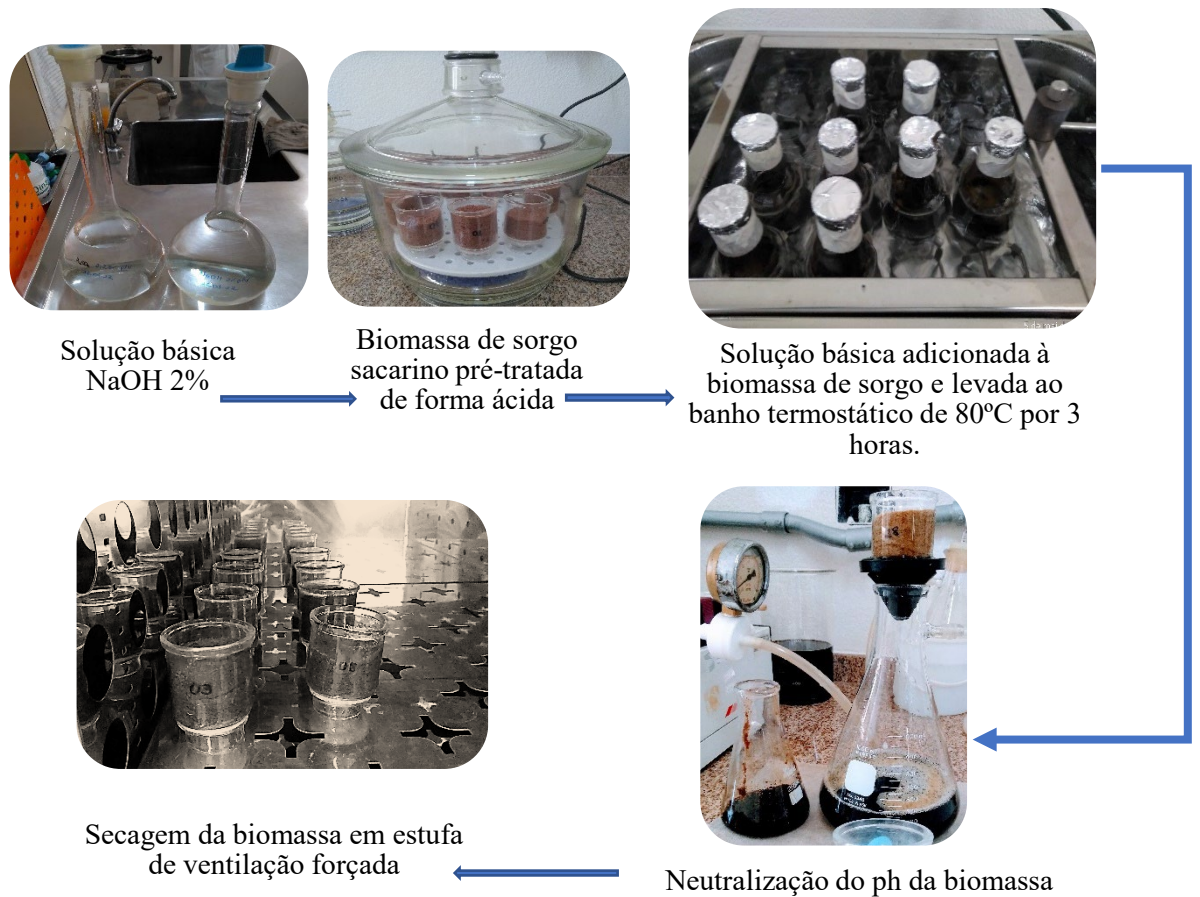 Solução básica
NaOH 2%
Biomassa de sorgo
sacarino pré-tratada
de forma ácida
Solução básica adicionada à
biomassa de sorgo e levada ao
banho termostático de 80ºC por 3
horas.
03
05
Secagem da biomassa em estufa
de ventilação forçada
Neutralização do ph da biomassa